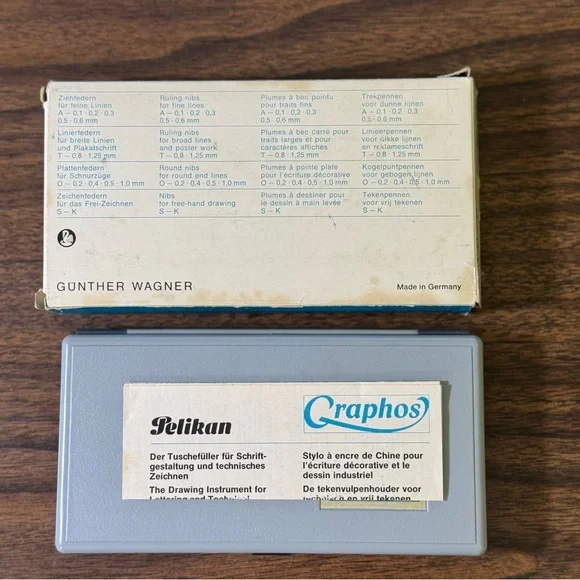 Ziehfedern
für feine Linien
A – 0,1 · 0,2 · 0,3
0,5 · 0,6 mm
Ruling nibs
for fine lines
A – 0,1 · 0,2 · 0,3
0,5 · 0,6 mm
Plumes à bec pointu
pour traits fins
A – 0,1 · 0,2 · 0,3
0,5 · 0,6 mm
Trekpennen
voor dunne lijnen
A – 0,1 · 0,2 · 0,3
0,5 · 0,6 mm
Linierfedern
für breite Linien
und Plakatschrift
T – 0,8 · 1,25 mm
Ruling nibs
for broad lines
and poster work
T – 0,8 · 1,25 mm
Plumes à bec carré pour
traits larges et pour
caractères affiches
T – 0,8 · 1,25 mm
Linieerpennen
voor dikke lijnen
en reklameschrift
T – 0,8 · 1,25 mm
Plattenfedern
für Schnurzüge
O – 0,2 · 0,4 · 0,5 · 1,0 mm
Round nibs
for round end lines
O – 0,2 · 0,4 · 0,5 · 1,0 mm
Plumes à pointe plate
pour l'écriture décorative
O – 0,2 · 0,4 · 0,5 · 1,0 mm
Kogelpuntpennen
voor gebogen lijnen
O – 0,2 · 0,4 · 0,5 · 1,0 mm
Zeichenfedern
für das Frei-Zeichnen
S – K
Nibs
for free-hand drawing
S – K
Plumes à dessiner pour
le dessin à main levée
S – K
Tekenpennen
voor vrij tekenen
S – K
GÜNTHER WAGNER
Made in Germany
Pelikan
Graphos
Der Tuschefüller für Schrift-
gestaltung und technisches
Zeichnen
The Drawing Instrument for
Lettering and Technical
Stylo à encre de Chine pour
l'écriture décorative et le
dessin industriel
De tekenvulpenhouder voor
technisch en vrij tekenen